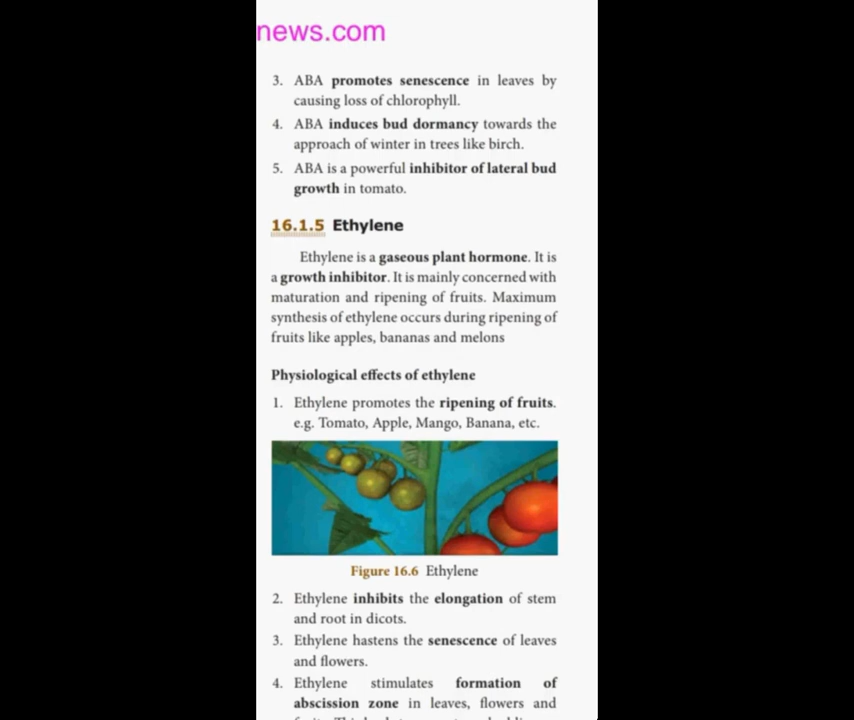 news.com
3. ABA promotes senescence in leaves by
causing loss of chlorophyll.
4. ABA induces bud dormancy towards the
approach of winter in trees like birch.
5. ABA is a powerful inhibitor of lateral bud
growth in tomato.
16.1.5 Ethylene
Ethylene is a gaseous plant hormone. It is
a growth inhibitor. It is mainly concerned with
maturation and ripening of fruits. Maximum
synthesis of ethylene occurs during ripening of
fruits like apples, bananas and melons
Physiological effects of ethylene
1. Ethylene promotes the ripening of fruits.
e.g. Tomato, Apple, Mango, Banana, etc.
Figure 16.6 Ethylene
2. Ethylene inhibits the elongation of stem
and root in dicots.
3. Ethylene hastens the senescence of leaves
and flowers.
4. Ethylene stimulates formation of
abscission zone in leaves, flowers and